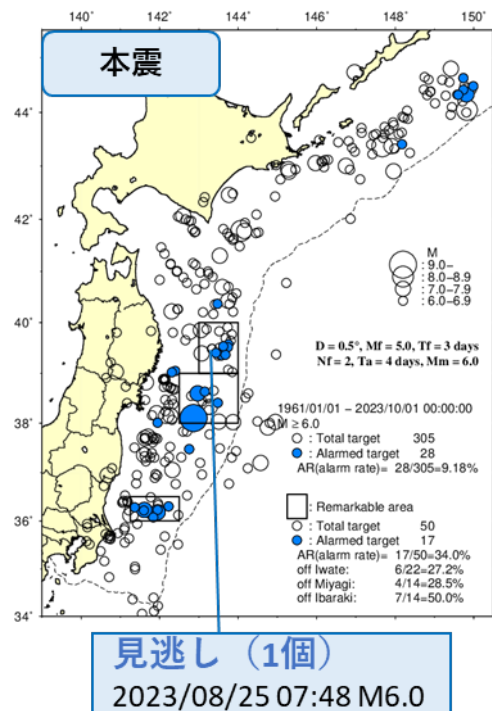 140° 142° 144° 146° 148° 150°
本震
44°
42°
40°
38°
36°
34°
M
: 9.0-
: 8.0-8.9
: 7.0-7.9
: 6.0-6.9
D = 0.5°, Mf = 5.0, Tf = 3 days
Nf = 2, Ta = 4 days, Mm = 6.0
1961/01/01 - 2023/10/01 00:00:00
M ≥ 6.0
: Total target 305
: Alarmed target 28
AR(alarm rate)= 28/305=9.18%
: Remarkable area
: Total target 50
: Alarmed target 17
AR(alarm rate)= 17/50=34.0%
off Iwate: 6/22=27.2%
off Miyagi: 4/14=28.5%
off Ibaraki: 7/14=50.0%
見逃し（1個）
2023/08/25 07:48 M6.0